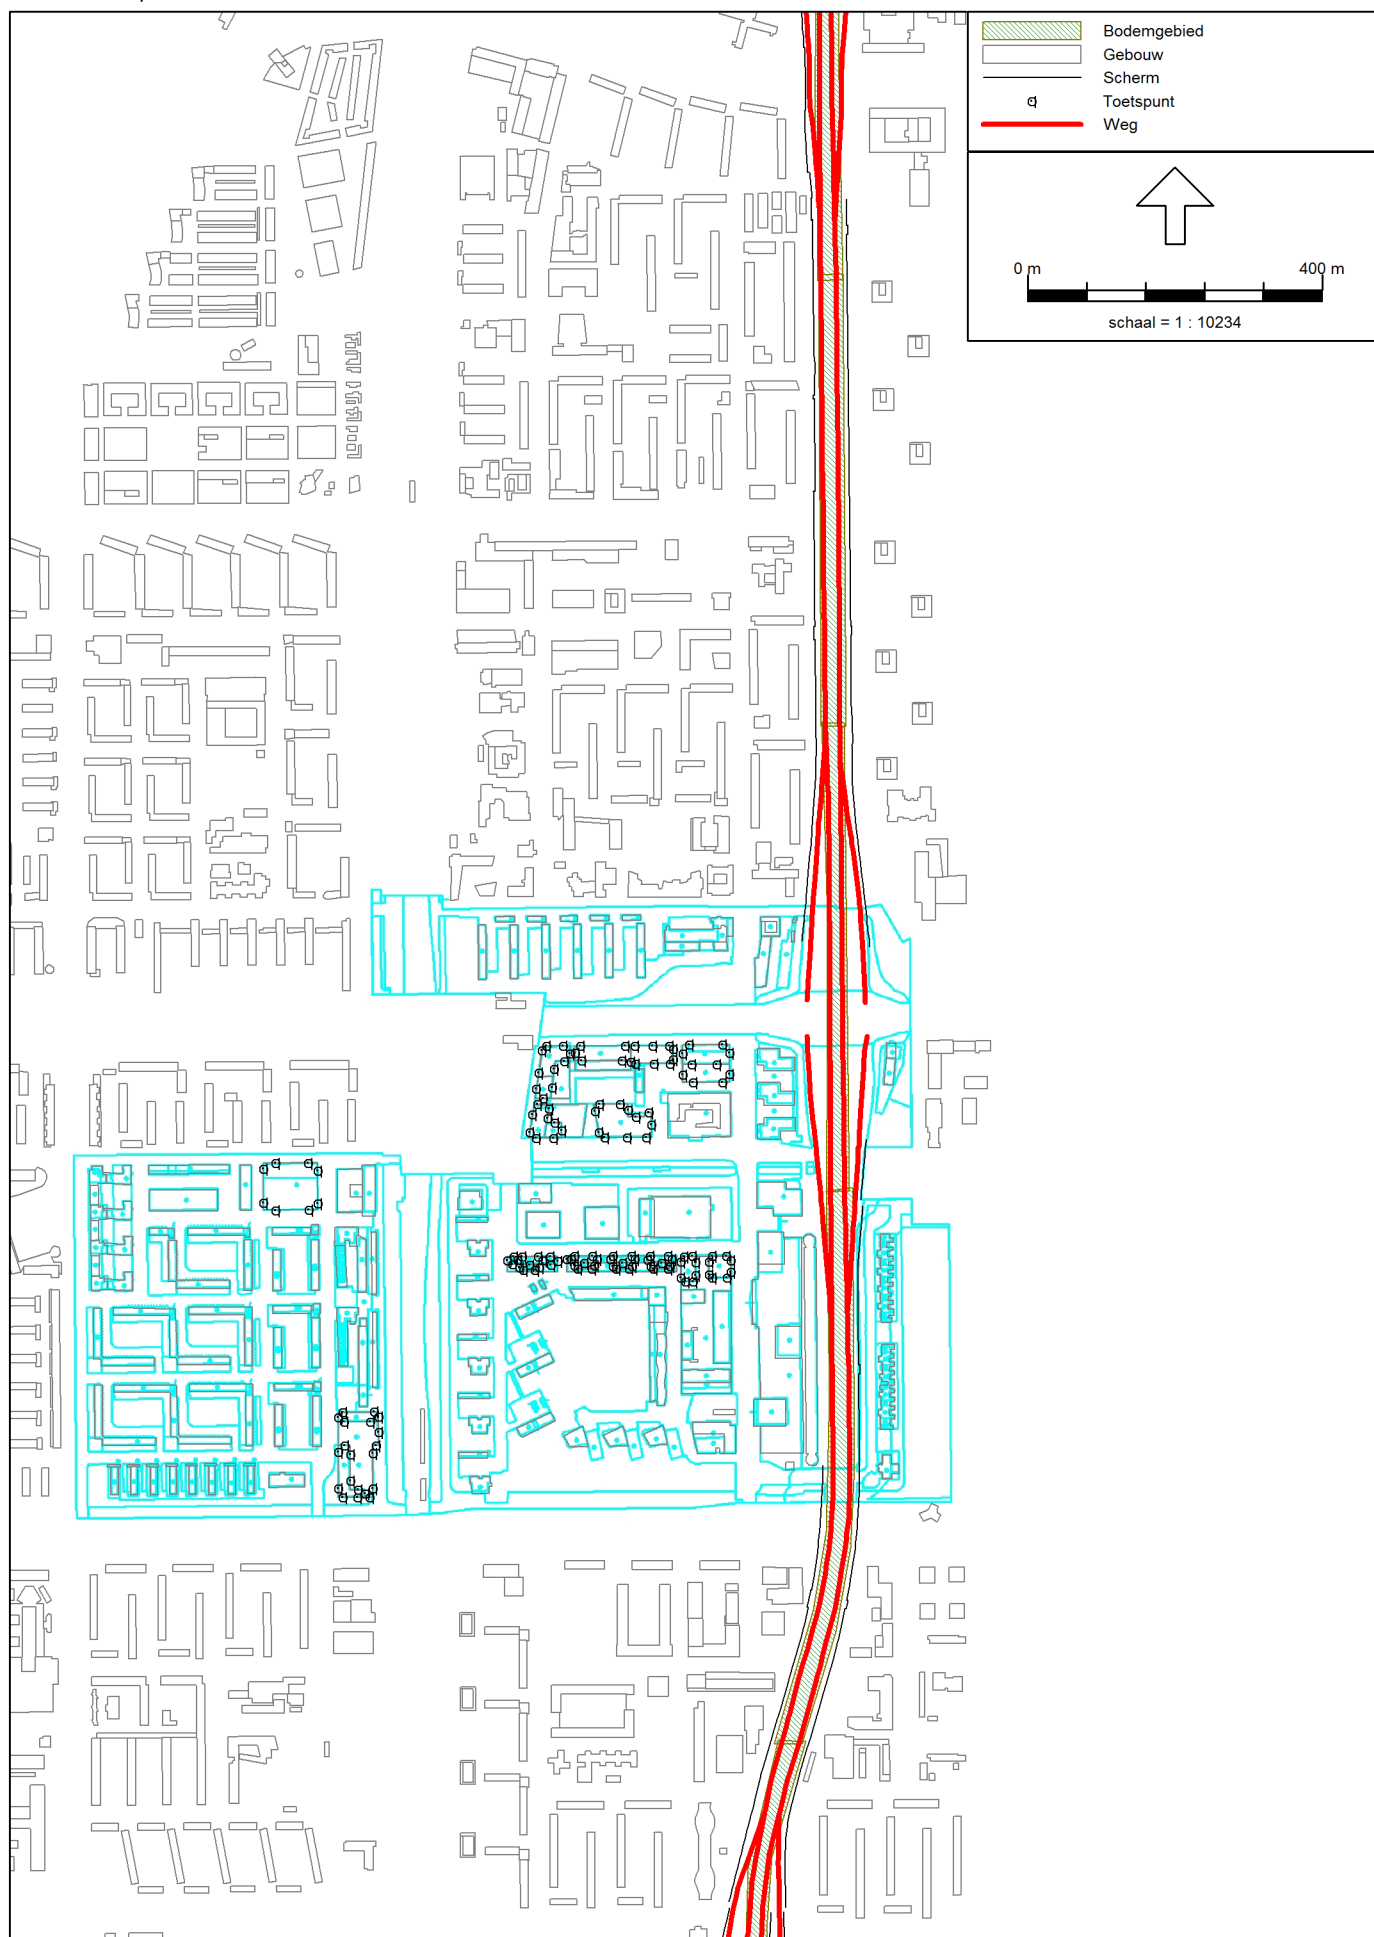 Bodemgebied
Gebouw
Scherm
Toetspunt
Weg
0 m 400 m
schaal = 1 : 10234